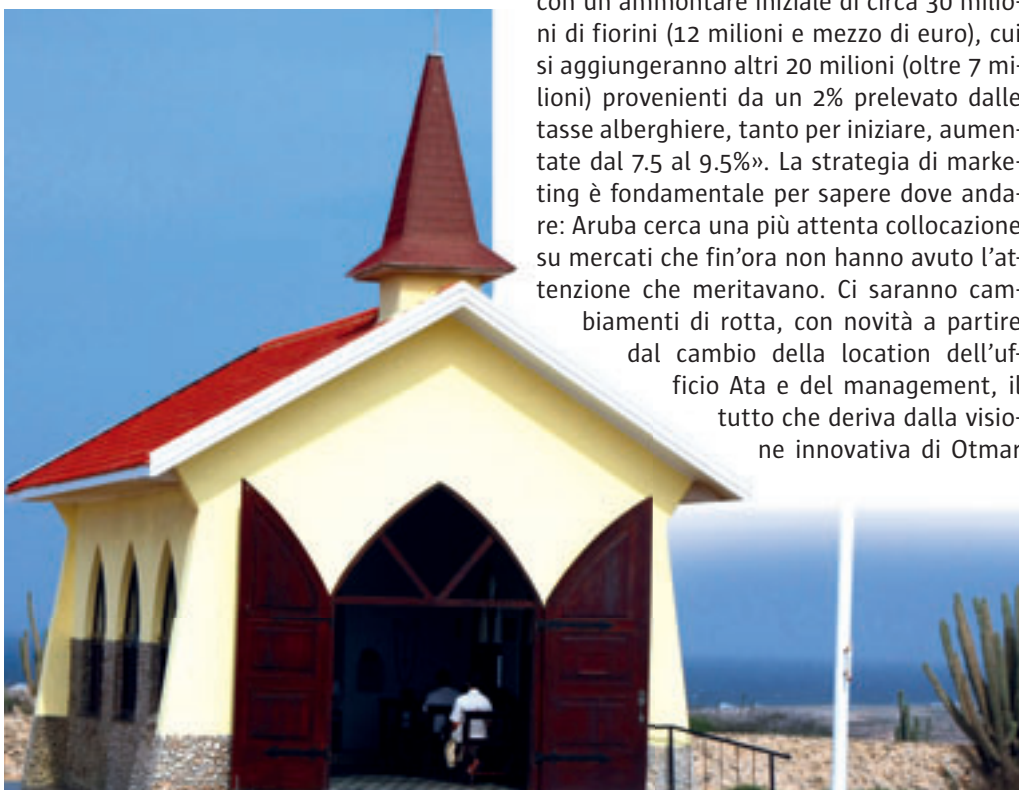 con un ammontare iniziale di circa 30 milio-
ni di fiorini (12 milioni e mezzo di euro), cui
si aggiungeranno altri 20 milioni (oltre 7 mi-
lioni) provenienti da un 2% prelevato dalle
tasse alberghiere, tanto per iniziare, aumen-
tate dal 7.5 al 9.5%». La strategia di marke-
ting è fondamentale per sapere dove anda-
re: Aruba cerca una più attenta collocazione
su mercati che fin'ora non hanno avuto l'at-
tenzione che meritavano. Ci saranno cam-
biamenti di rotta, con novità a partire
dal cambio della location dell'uf-
ficio Ata e del management, il
tutto che deriva dalla visio-
ne innovativa di Otmar